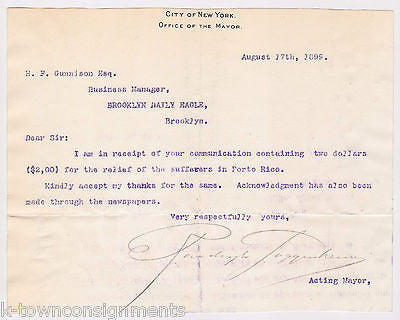 CITY OF NEW YORK.
OFFICE OF THE MAYOR.
August 17th, 1899.
H. F. Gunnison Esq.
Business Manager,
BROOKLYN DAILY EAGLE,
Brooklyn.
Dear Sir:
I am in receipt of your communication containing two dollars
($2,00) for the relief of the sufferers in Porto Rico.
Kindly accept my thanks for the same. Acknowledgment has also been
made through the newspapers.
Very respectfully yours,
Randolph Guggenheimer
Acting Mayor,
k-townconsignments